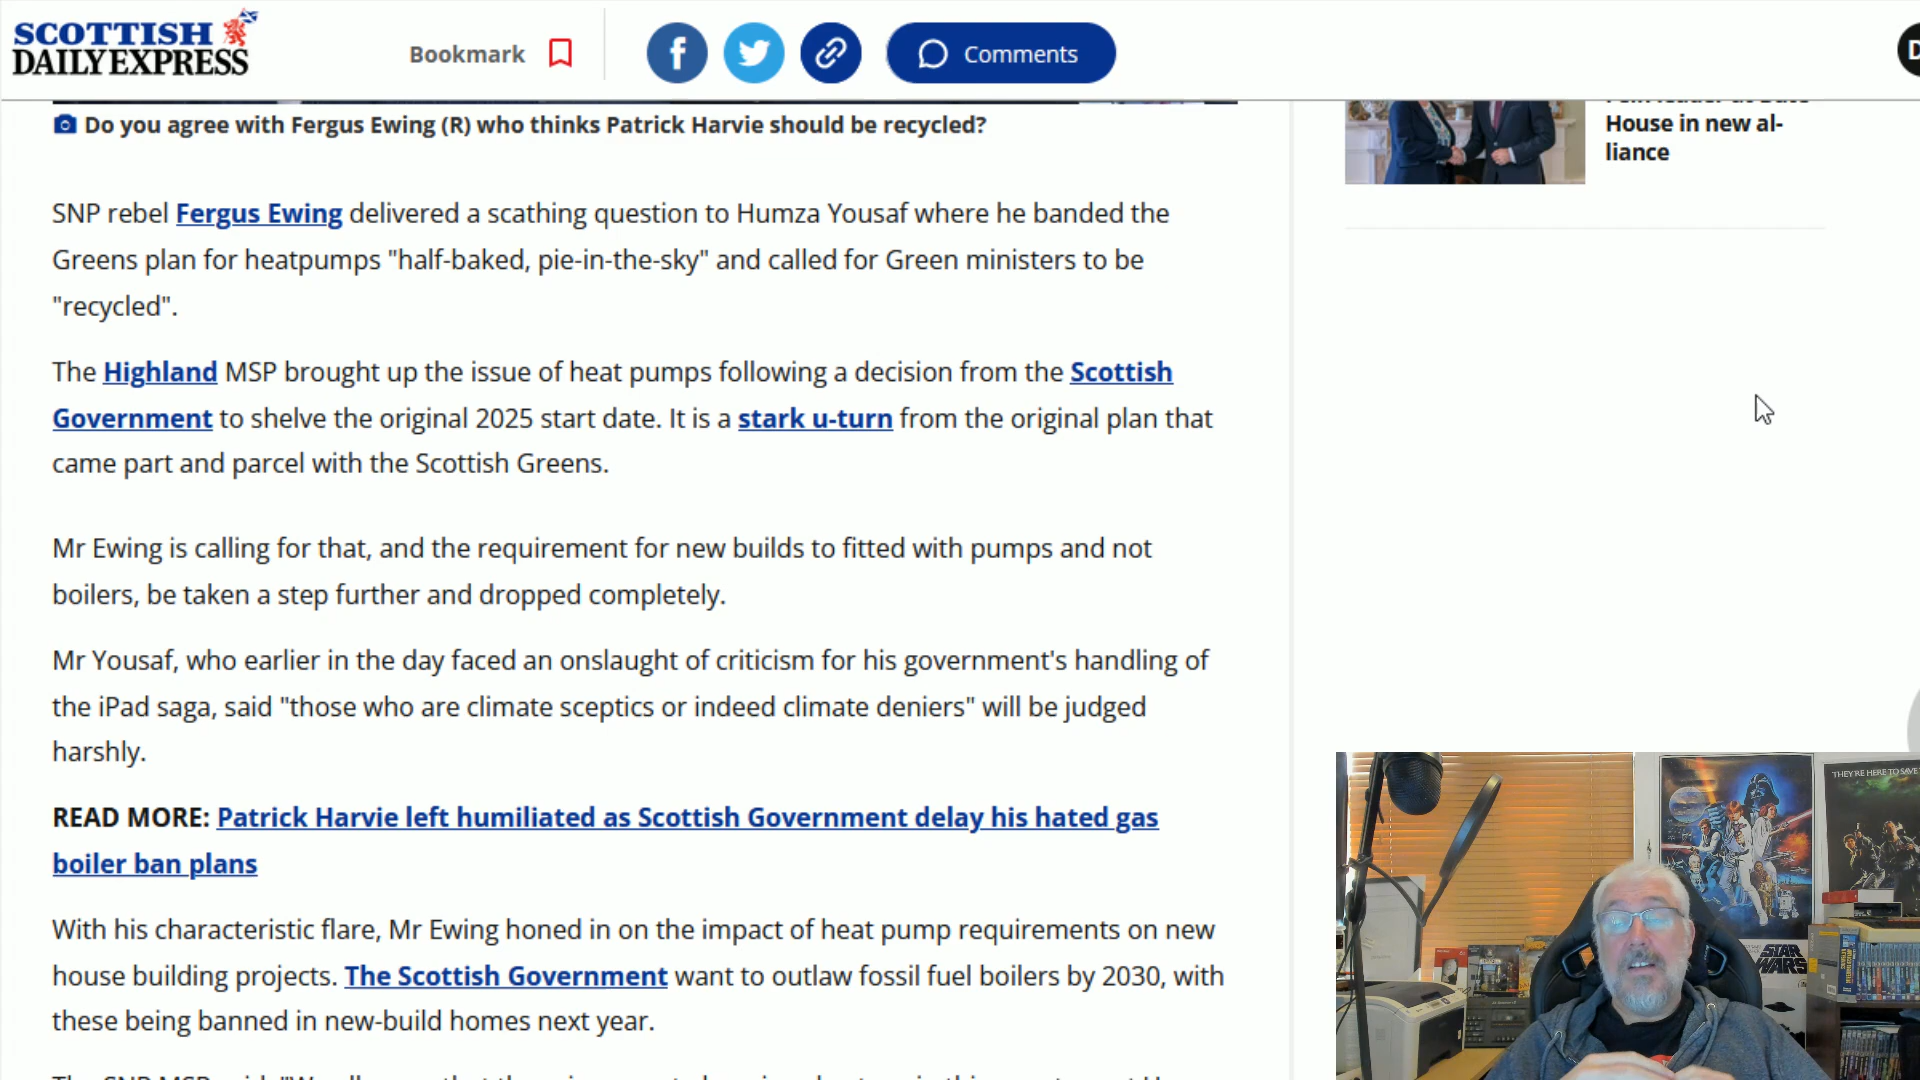 SCOTTISH
DAILY EXPRESS
Bookmark
Comments
D
House in new al-
liance
Do you agree with Fergus Ewing (R) who thinks Patrick Harvie should be recycled?
SNP rebel Fergus Ewing delivered a scathing question to Humza Yousaf where he banded the
Greens plan for heatpumps "half-baked, pie-in-the-sky" and called for Green ministers to be
"recycled".
The Highland MSP brought up the issue of heat pumps following a decision from the Scottish
Government to shelve the original 2025 start date. It is a stark u-turn from the original plan that
came part and parcel with the Scottish Greens.
Mr Ewing is calling for that, and the requirement for new builds to fitted with pumps and not
boilers, be taken a step further and dropped completely.
Mr Yousaf, who earlier in the day faced an onslaught of criticism for his government's handling of
the iPad saga, said "those who are climate sceptics or indeed climate deniers" will be judged
harshly.
READ MORE: Patrick Harvie left humiliated as Scottish Government delay his hated gas
boiler ban plans
With his characteristic flare, Mr Ewing honed in on the impact of heat pump requirements on new
house building projects. The Scottish Government want to outlaw fossil fuel boilers by 2030, with
these being banned in new-build homes next year.
THEY'RE HERE TO SAVE
STAR
WARS